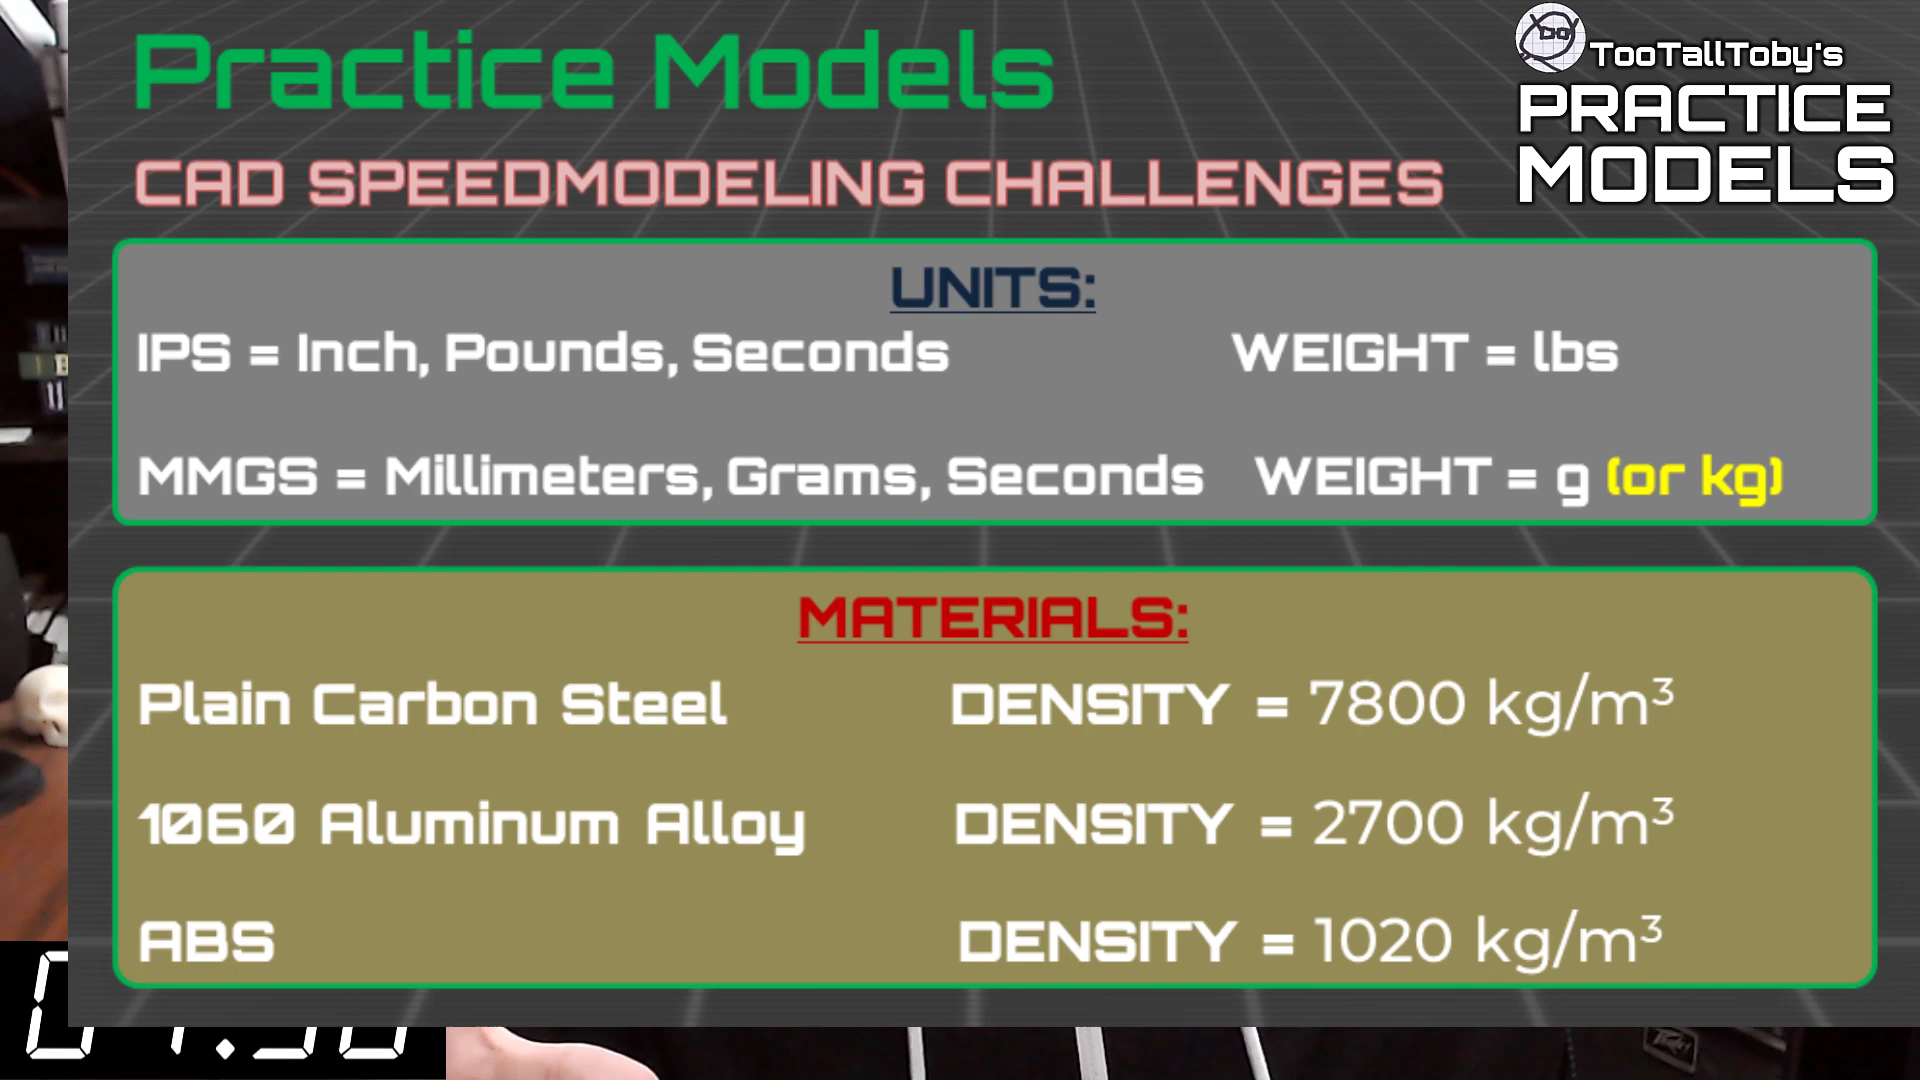 Practice Models
TooTallToby's
PRACTICE
MODELS
CAD SPEEDMODELING CHALLENGES
UNITS:
IPS = Inch, Pounds, Seconds WEIGHT = lbs
MMGS = Millimeters, Grams, Seconds WEIGHT = g (or kg)
MATERIALS:
Plain Carbon Steel DENSITY = 7800 kg/m³
1060 Aluminum Alloy DENSITY = 2700 kg/m³
ABS DENSITY = 1020 kg/m³